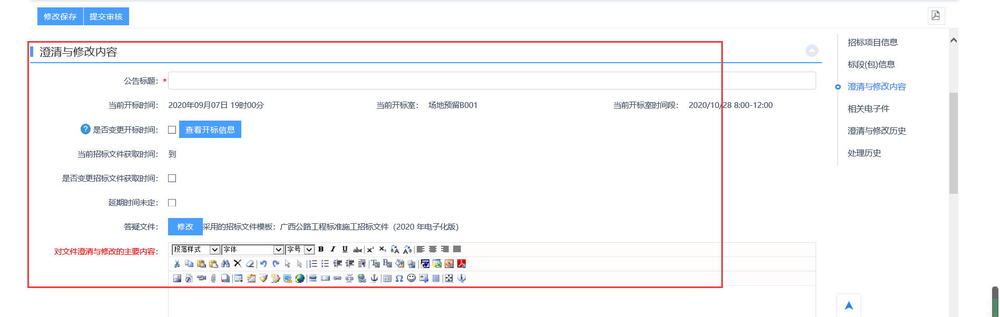 修改保存 提交审核
澄清与修改内容
公告标题：*
当前开标时间： 2020年09月07日 19时00分 当前开标室： 场地预留B001 当前开标室时间段： 2020/10/28 8:00-12:00
? 是否变更开标时间： 查看开标信息
当前招标文件获取时间： 到
是否变更招标文件获取时间：
延期时间未定：
答疑文件： 修改 采用的招标文件模板：广西公路工程标准施工招标文件（2020 年电子化版）
对文件澄清与修改的主要内容：
段落样式 字体 字号 B I U abc x² x₂
招标项目信息
标段(包)信息
澄清与修改内容
相关电子件
澄清与修改历史
处理历史